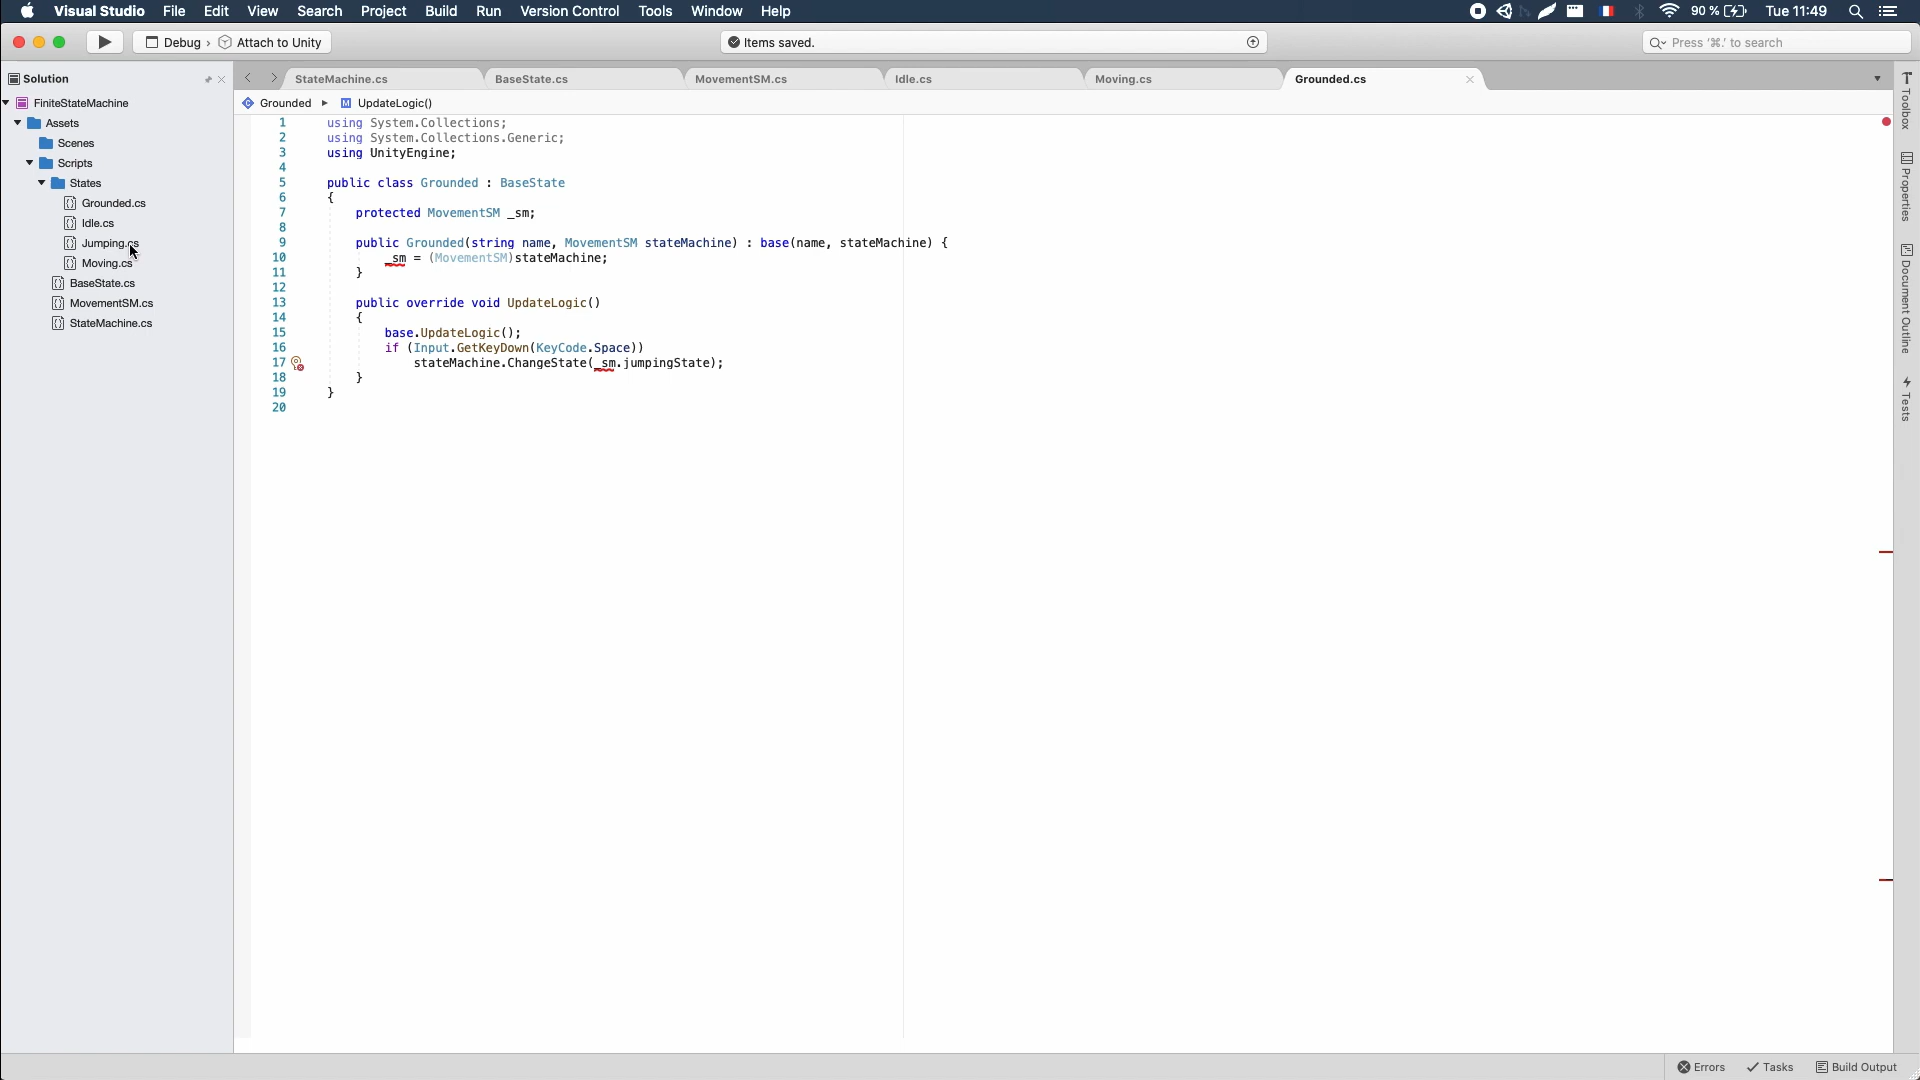 Visual Studio File Edit View Search Project Build Run Version Control Tools Window Help 90 % Tue 11:49
Debug › Attach to Unity
Items saved.
Press '⌘.' to search
Solution
FiniteStateMachine
Assets
Scenes
Scripts
States
Grounded.cs
Idle.cs
Jumping.cs
Moving.cs
BaseState.cs
MovementSM.cs
StateMachine.cs
StateMachine.cs BaseState.cs MovementSM.cs Idle.cs Moving.cs Grounded.cs
Grounded ▸ M UpdateLogic()
1 using System.Collections;
2 using System.Collections.Generic;
3 using UnityEngine;
4
5 public class Grounded : BaseState
6 {
7 protected MovementSM _sm;
8
9 public Grounded(string name, MovementSM stateMachine) : base(name, stateMachine) {
10 _sm = (MovementSM)stateMachine;
11 }
12
13 public override void UpdateLogic()
14 {
15 base.UpdateLogic();
16 if (Input.GetKeyDown(KeyCode.Space))
17 stateMachine.ChangeState(_sm.jumpingState);
18 }
19 }
20
Toolbox
Properties
Document Outline
Tests
Errors Tasks Build Output